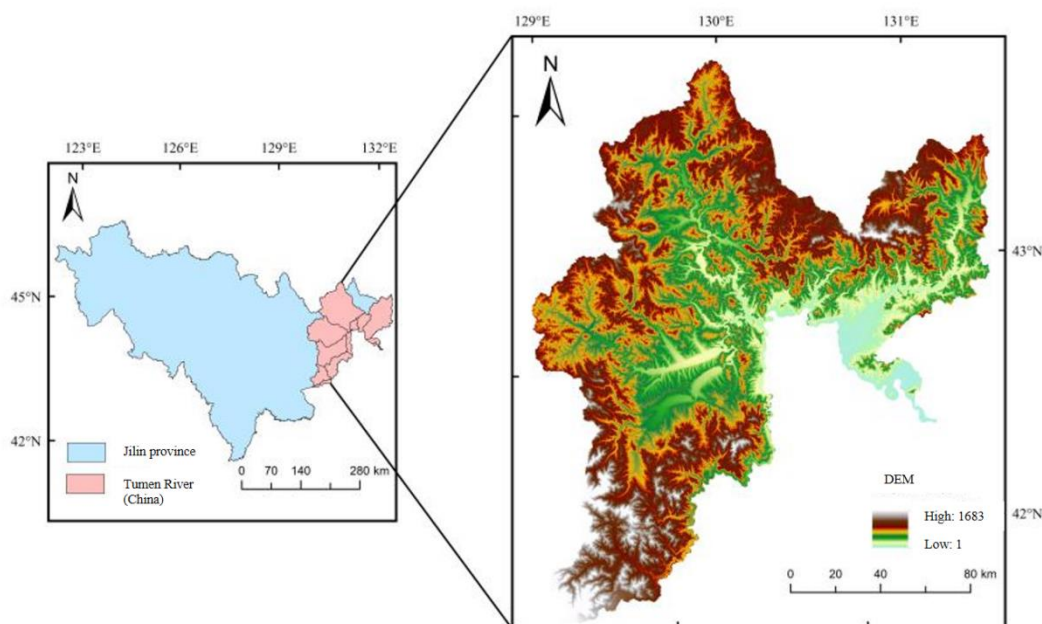 123°E 126°E 129°E 132°E
N
45°N
42°N
Jilin province
Tumen River
(China)
0 70 140 280 km
129°E 130°E 131°E
N
43°N
42°N
DEM
High: 1683
Low: 1
0 20 40 80 km